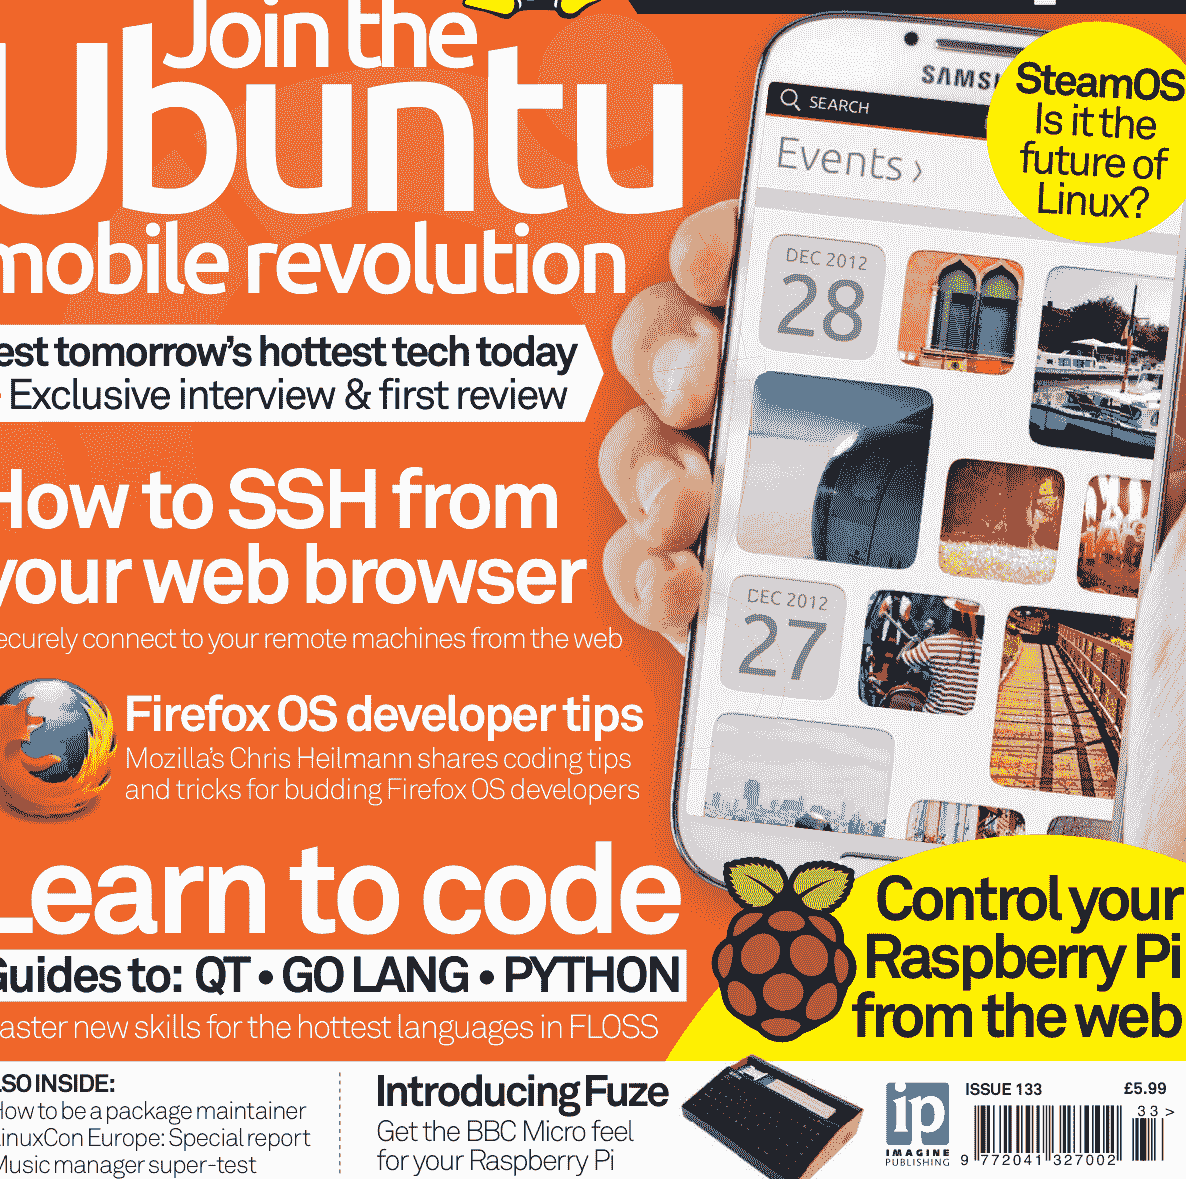 Join the
Ubuntu
mobile revolution
est tomorrow's hottest tech today
Exclusive interview & first review
How to SSH from
your web browser
ecurely connect to your remote machines from the web
Firefox OS developer tips
Mozilla's Chris Heilmann shares coding tips
and tricks for budding Firefox OS developers
Learn to code
Guides to: QT • GO LANG • PYTHON
aster new skills for the hottest languages in FLOSS
LSO INSIDE:
How to be a package maintainer
LinuxCon Europe: Special report
Music manager super-test
Introducing Fuze
Get the BBC Micro feel
for your Raspberry Pi
SAMS
SEARCH
Events ›
DEC 2012
28
DEC 2012
27
SteamOS
Is it the
future of
Linux?
Control your
Raspberry Pi
from the web
ip
IMAGINE
PUBLISHING
ISSUE 133
£5.99
33 >
9 772041 327002